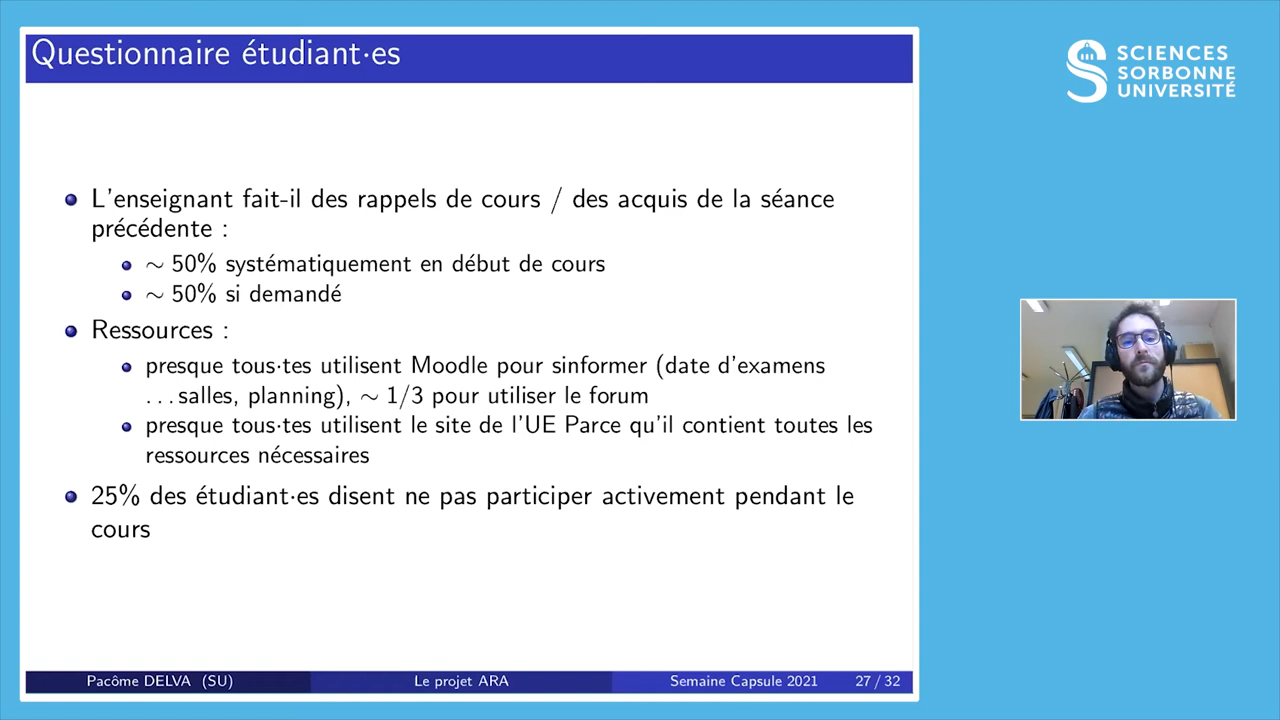 Questionnaire étudiant·es
SCIENCES
SORBONNE
UNIVERSITÉ
L'enseignant fait-il des rappels de cours / des acquis de la séance
précédente :
∼ 50% systématiquement en début de cours
∼ 50% si demandé
Ressources :
presque tous·tes utilisent Moodle pour sinformer (date d'examens
...salles, planning), ∼ 1/3 pour utiliser le forum
presque tous·tes utilisent le site de l'UE Parce qu'il contient toutes les
ressources nécessaires
25% des étudiant·es disent ne pas participer activement pendant le
cours
Pacôme DELVA (SU) Le projet ARA Semaine Capsule 2021 27 / 32